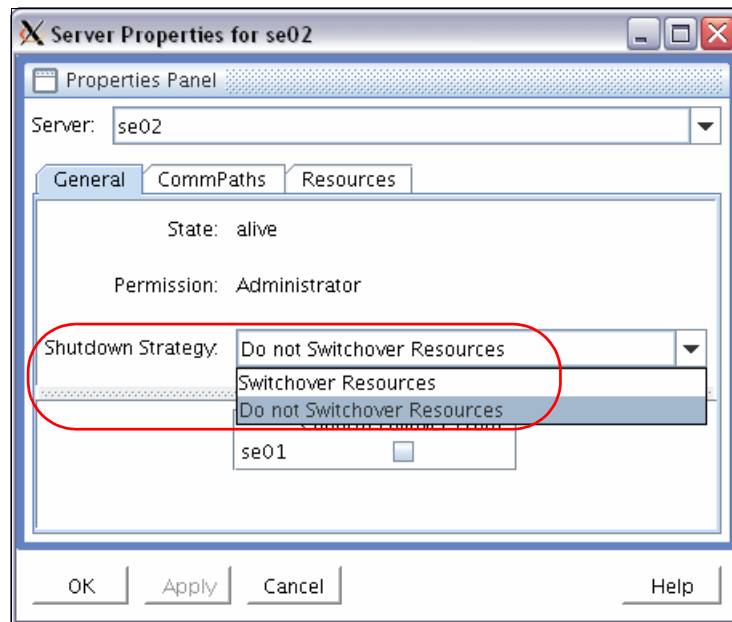 Server Properties for se02
Properties Panel
Server: se02
General CommPaths Resources
State: alive
Permission: Administrator
Shutdown Strategy: Do not Switchover Resources
Switchover Resources
Do not Switchover Resources
se01
OK Apply Cancel Help